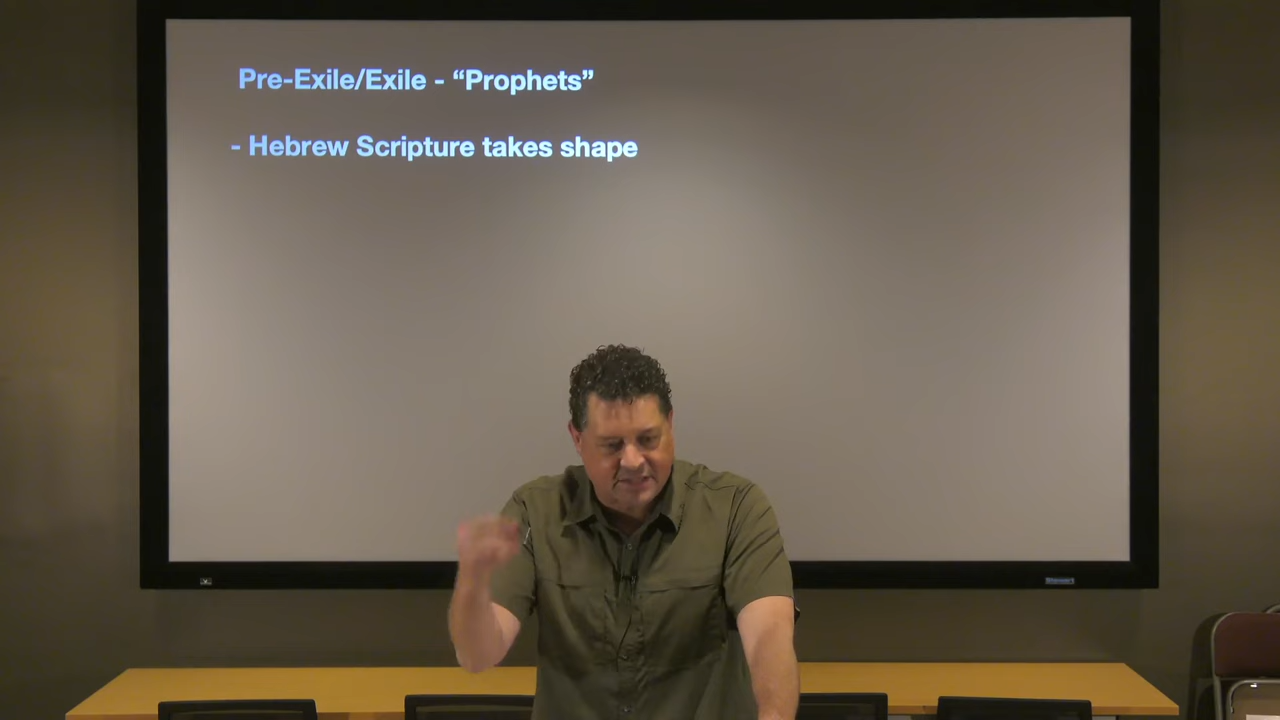 Pre-Exile/Exile - “Prophets”
- Hebrew Scripture takes shape